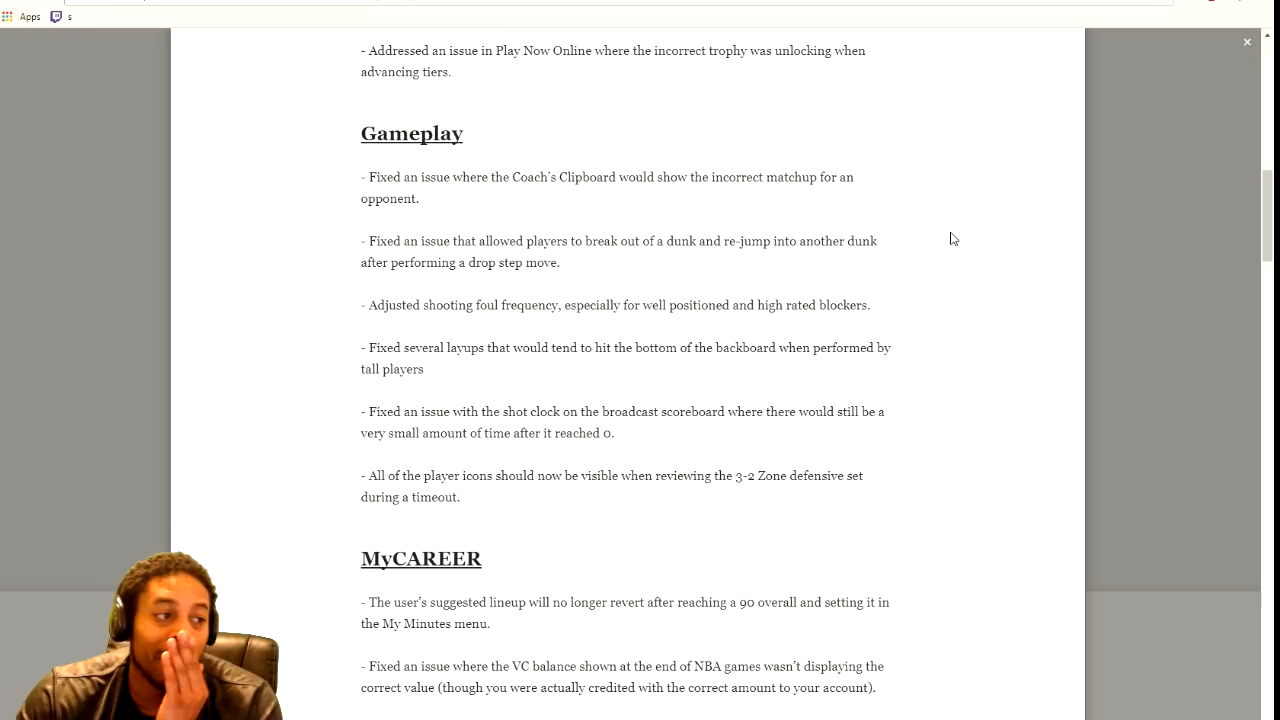 Apps s
- Addressed an issue in Play Now Online where the incorrect trophy was unlocking when
advancing tiers.
Gameplay
- Fixed an issue where the Coach's Clipboard would show the incorrect matchup for an
opponent.
- Fixed an issue that allowed players to break out of a dunk and re-jump into another dunk
after performing a drop step move.
- Adjusted shooting foul frequency, especially for well positioned and high rated blockers.
- Fixed several layups that would tend to hit the bottom of the backboard when performed by
tall players
- Fixed an issue with the shot clock on the broadcast scoreboard where there would still be a
very small amount of time after it reached 0.
- All of the player icons should now be visible when reviewing the 3-2 Zone defensive set
during a timeout.
MyCAREER
- The user's suggested lineup will no longer revert after reaching a 90 overall and setting it in
the My Minutes menu.
- Fixed an issue where the VC balance shown at the end of NBA games wasn't displaying the
correct value (though you were actually credited with the correct amount to your account).